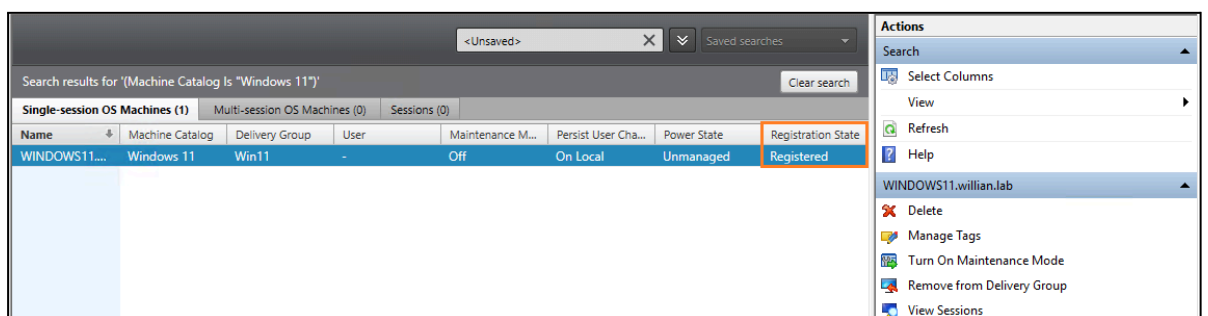 <Unsaved>
Saved searches
Search results for '(Machine Catalog Is "Windows 11")'
Clear search
Single-session OS Machines (1) Multi-session OS Machines (0) Sessions (0)
Name Machine Catalog Delivery Group User Maintenance M... Persist User Cha... Power State Registration State
WINDOWS11.... Windows 11 Win11 - Off On Local Unmanaged Registered
Actions
Search
Select Columns
View
Refresh
Help
WINDOWS11.willian.lab
Delete
Manage Tags
Turn On Maintenance Mode
Remove from Delivery Group
View Sessions